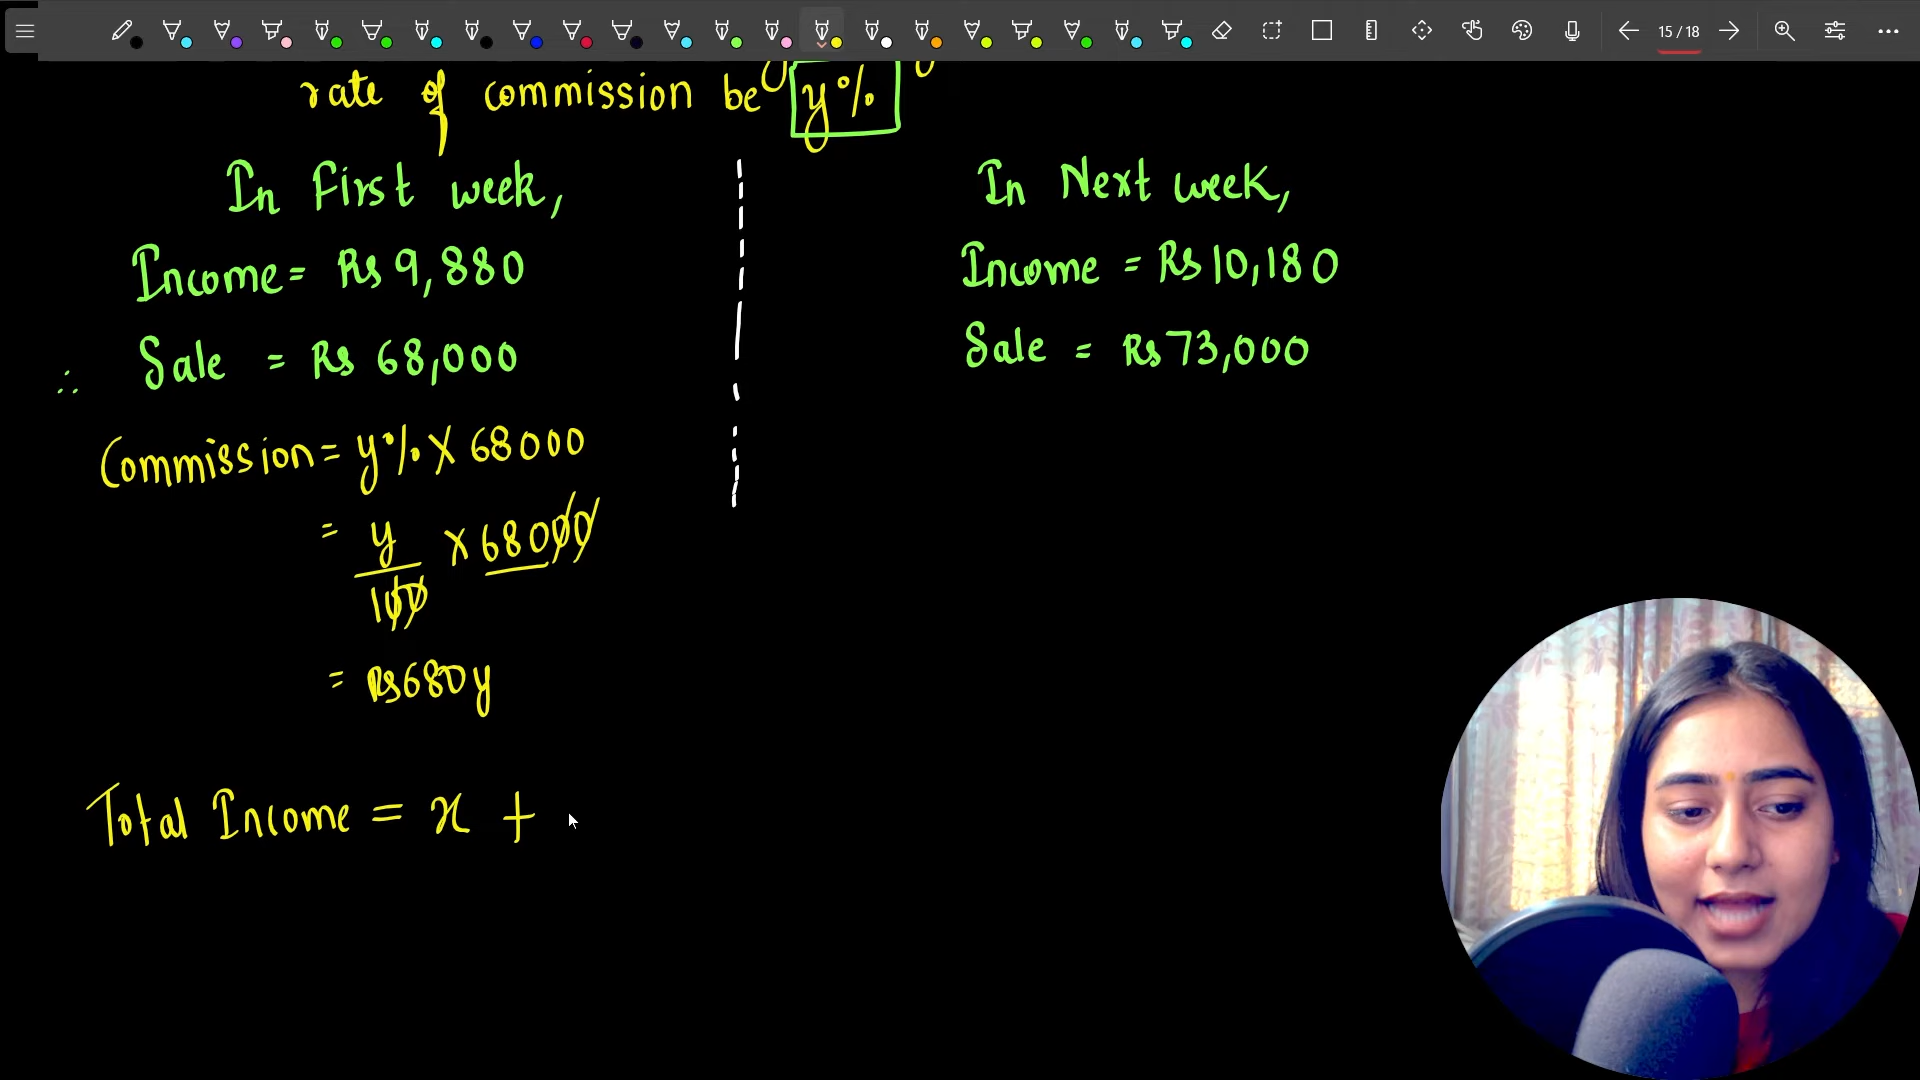 15 / 18
rate of commission be y%
In First week,
Income = Rs 9,880
∴ Sale = Rs 68,000
Commission = y% X 68000
= y/100 X 68000
= Rs 680y
Total Income = x +
In Next week,
Income = Rs 10,180
Sale = Rs 73,000